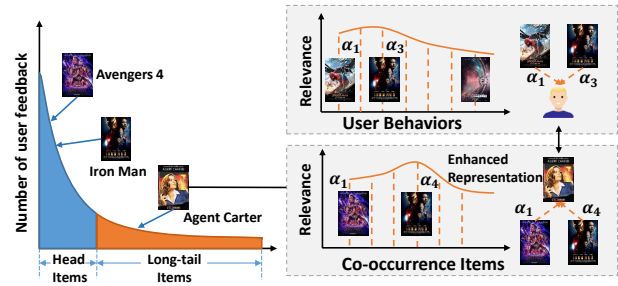 Number of user feedback
Avengers 4
Iron Man
Agent Carter
Head
Items
Long-tail
Items
Relevance
α1
α3
User Behaviors
α1
α3
Relevance
α1
α4
Co-occurrence Items
Enhanced
Representation
α1
α4